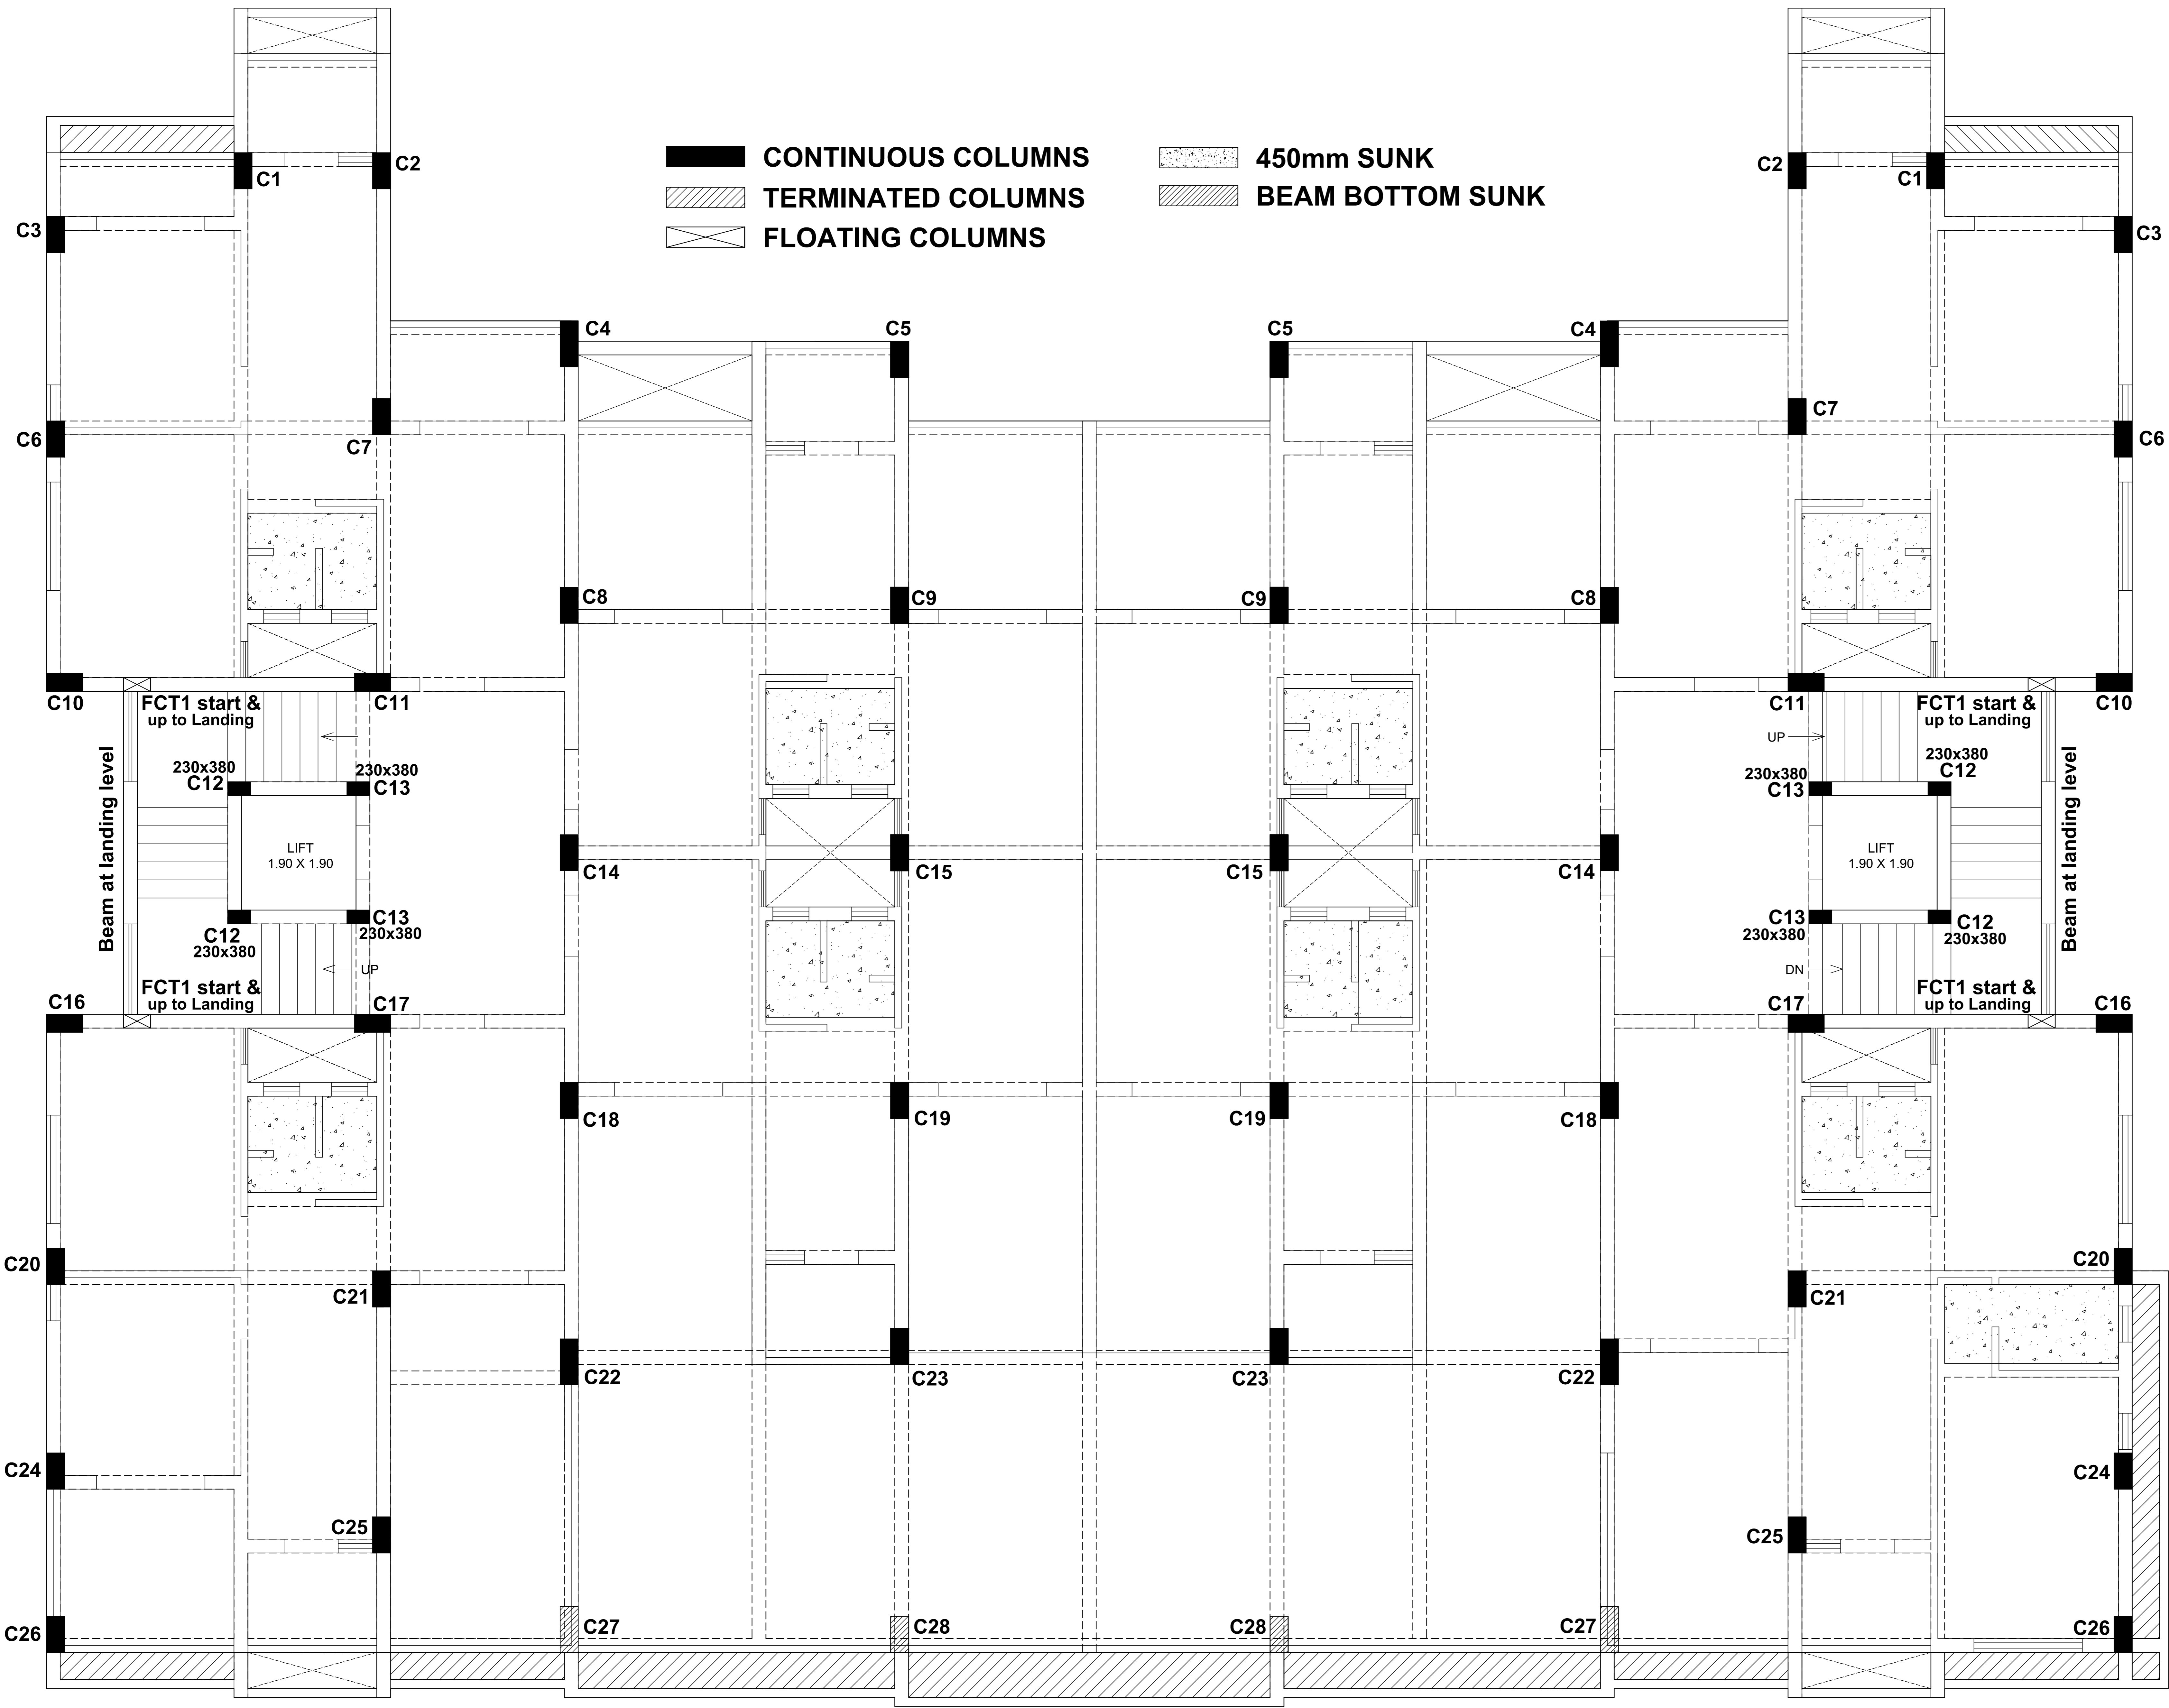 CONTINUOUS COLUMNS
450mm SUNK
TERMINATED COLUMNS
BEAM BOTTOM SUNK
FLOATING COLUMNS
C1
C2
C2
C1
C3
C3
C4
C5
C5
C4
C6
C7
C7
C6
C8
C9
C9
C8
C10
FCT1 start &
up to Landing
C11
C11
FCT1 start &
up to Landing
C10
UP
230x380
C12
230x380
C13
230x380
C13
230x380
C12
Beam at landing level
LIFT
1.90 X 1.90
C14
C15
C15
C14
LIFT
1.90 X 1.90
Beam at landing level
C12
230x380
C13
230x380
C13
230x380
C12
230x380
UP
DN
C16
FCT1 start &
up to Landing
C17
C17
FCT1 start &
up to Landing
C16
C18
C19
C19
C18
C20
C21
C21
C20
C22
C23
C23
C22
C24
C24
C25
C25
C26
C27
C28
C28
C27
C26